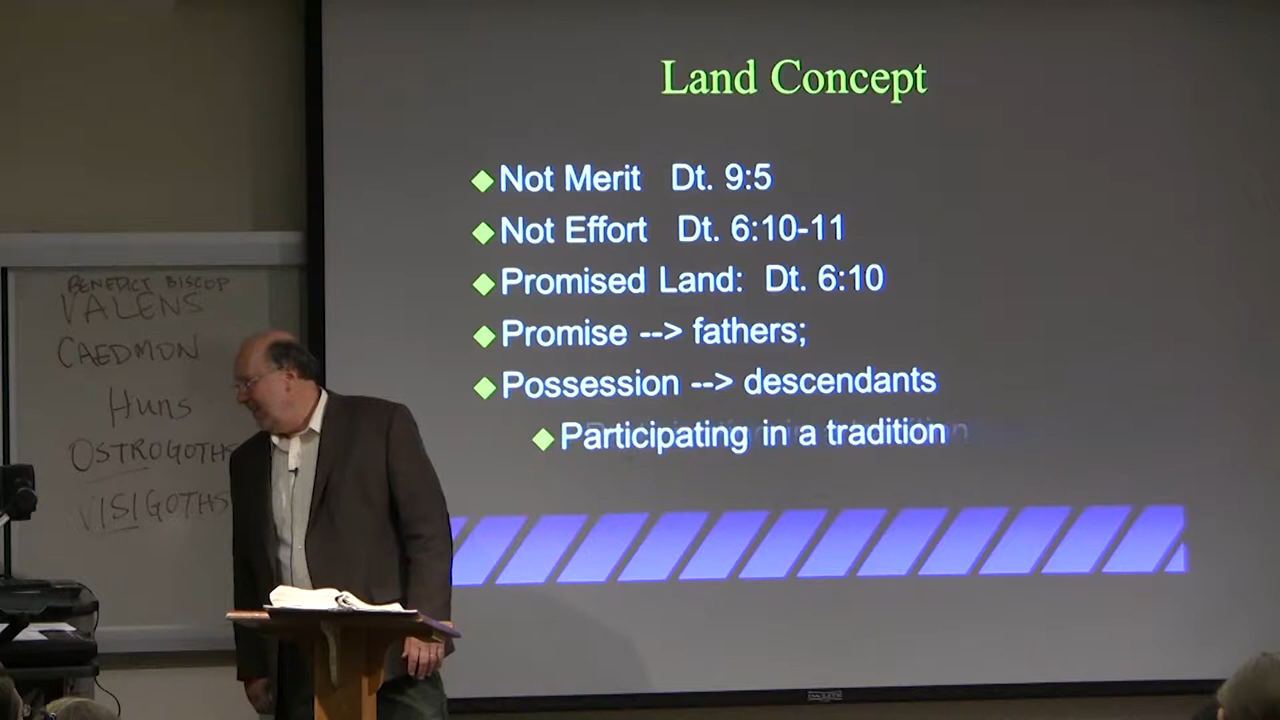 Land Concept
Not Merit Dt. 9:5
Not Effort Dt. 6:10-11
Promised Land: Dt. 6:10
Promise --> fathers;
Possession --> descendants
Participating in a tradition
BENEDICT BISCOP
VALENS
CAEDMON
Huns
OSTROGOTHS
VISIGOTHS